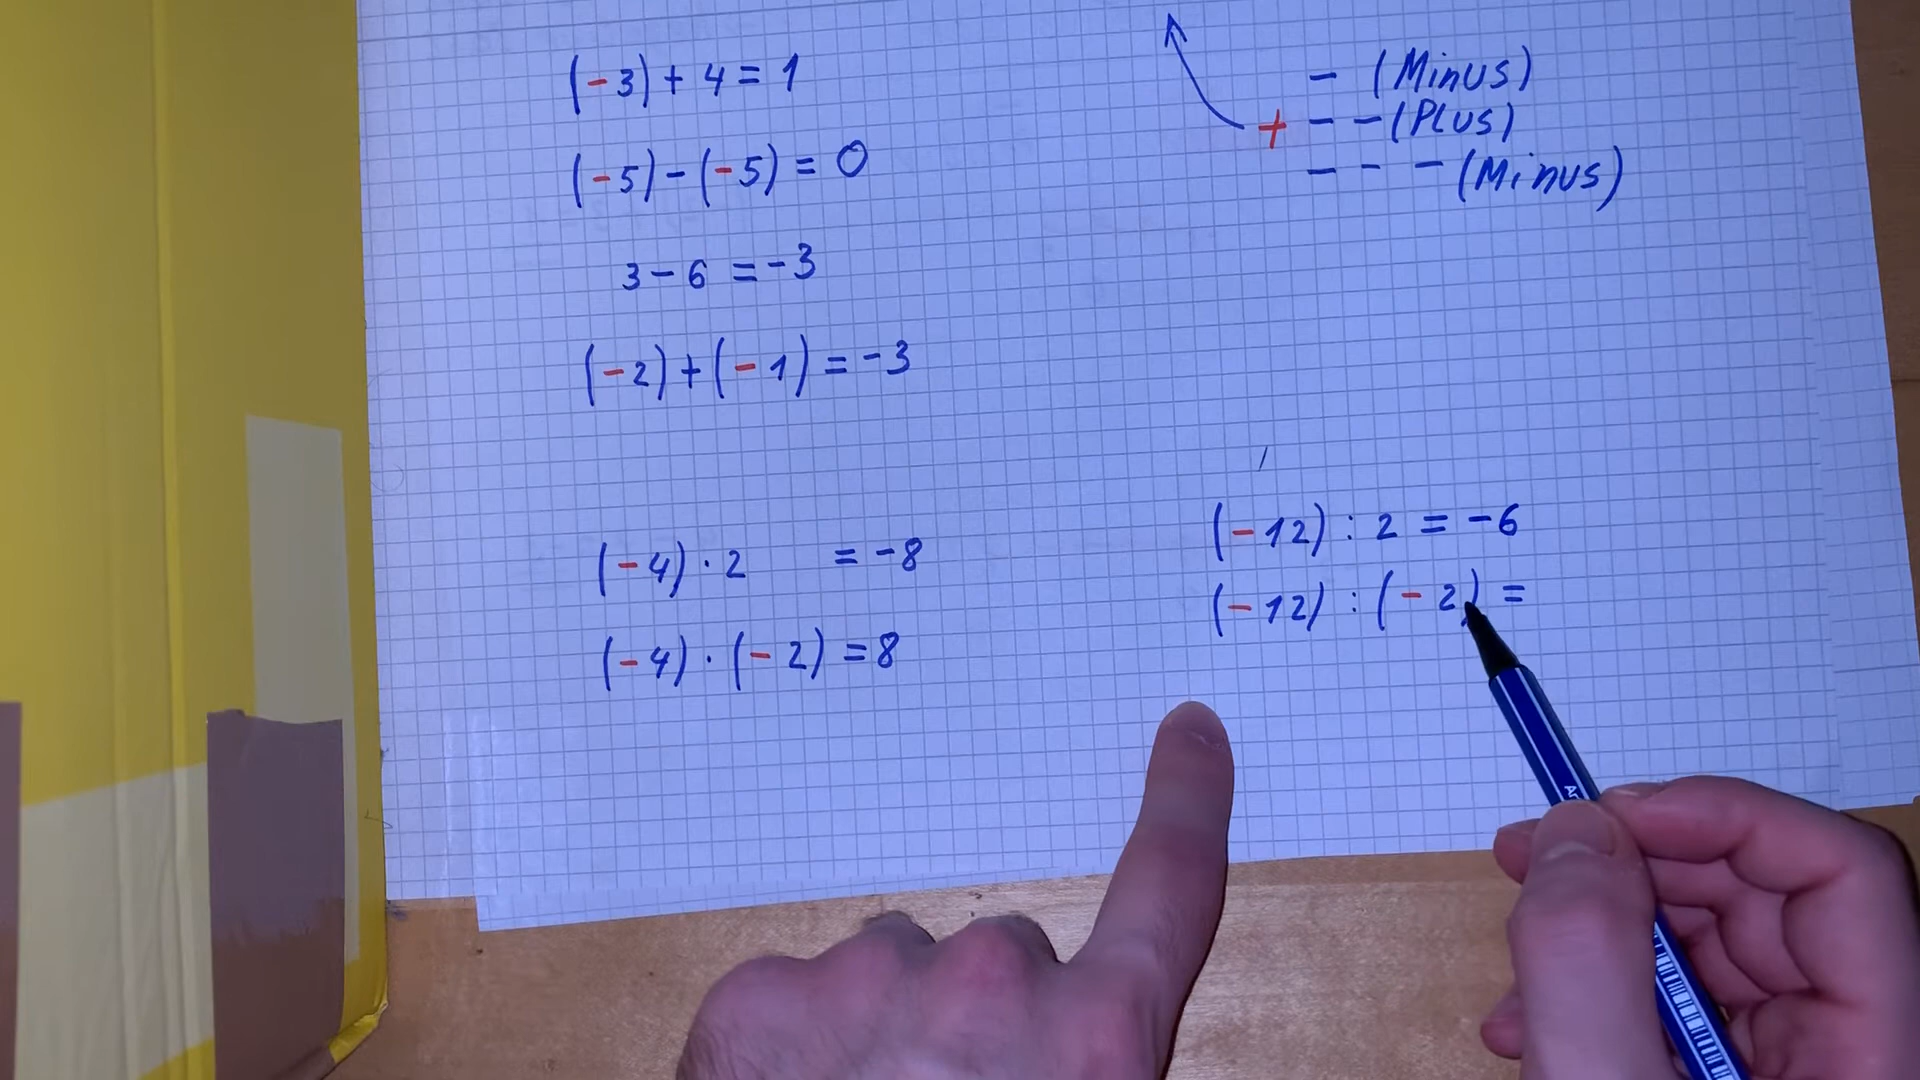 (-3) + 4 = 1
(-5) - (-5) = 0
3 - 6 = -3
(-2) + (-1) = -3
(-4) · 2 = -8
(-4) · (-2) = 8
- (Minus)
+ - - (Plus)
- - - (Minus)
(-12) : 2 = -6
(-12) : (-2) =